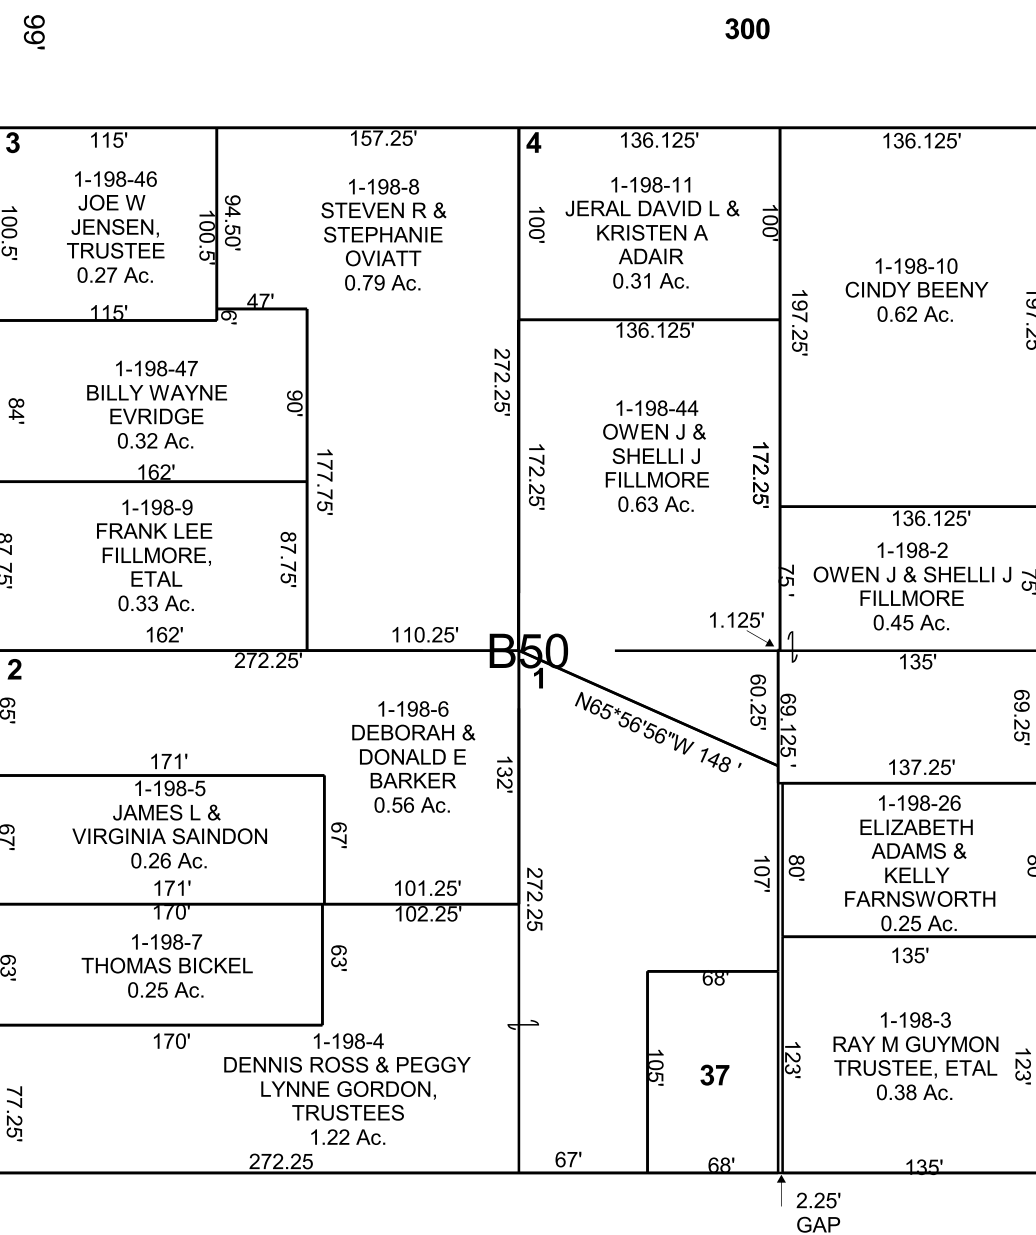 99'
300
3
115'
1-198-46
JOE W
JENSEN,
TRUSTEE
0.27 Ac.
100.5'
100.5'
115'
157.25'
94.50'
1-198-8
STEVEN R &
STEPHANIE
OVIATT
0.79 Ac.
47'
6'
272.25'
177.75'
110.25'
1-198-47
BILLY WAYNE
EVRIDGE
0.32 Ac.
84'
90'
162'
1-198-9
FRANK LEE
FILLMORE,
ETAL
0.33 Ac.
87.75'
87.75'
162'
4
136.125'
1-198-11
JERAL DAVID L &
KRISTEN A
ADAIR
0.31 Ac.
100'
100'
136.125'
1-198-44
OWEN J &
SHELLI J
FILLMORE
0.63 Ac.
172.25'
172.25'
1.125'
136.125'
1-198-10
CINDY BEENY
0.62 Ac.
197.25'
197.25'
136.125'
1-198-2
OWEN J & SHELLI J
FILLMORE
0.45 Ac.
75'
75'
B50
2
272.25'
65'
1-198-6
DEBORAH &
DONALD E
BARKER
0.56 Ac.
132'
171'
1-198-5
JAMES L &
VIRGINIA SAINDON
0.26 Ac.
67'
67'
171'
101.25'
170'
102.25'
1-198-7
THOMAS BICKEL
0.25 Ac.
63'
63'
170'
1-198-4
DENNIS ROSS & PEGGY
LYNNE GORDON,
TRUSTEES
1.22 Ac.
77.25'
272.25
1
N65*56'56"W 148 '
60.25'
69.125 '
272.25
107'
68'
105'
37
67'
68'
135'
69.25'
137.25'
1-198-26
ELIZABETH
ADAMS &
KELLY
FARNSWORTH
0.25 Ac.
80'
80'
135'
1-198-3
RAY M GUYMON
TRUSTEE, ETAL
0.38 Ac.
123'
123'
135'
2.25'
GAP